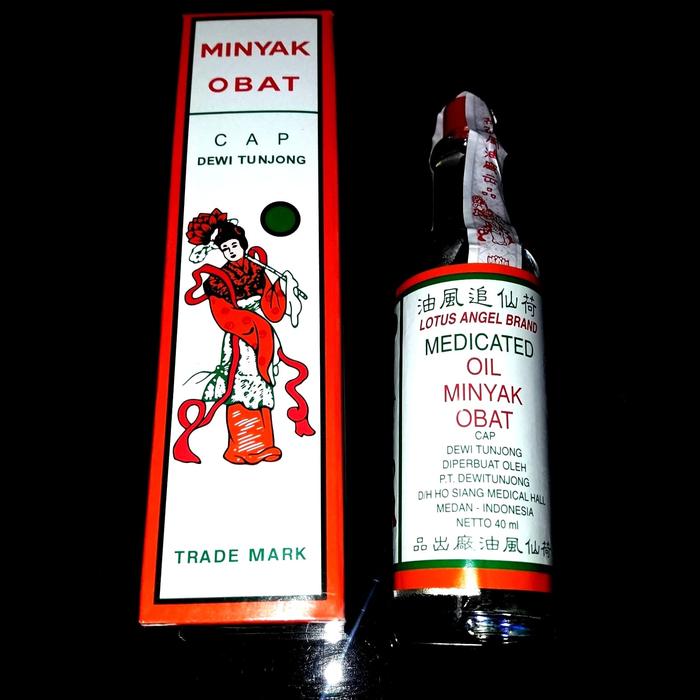 MINYAK
OBAT
CAP
DEWI TUNJONG
TRADE MARK
油風追仙荷
LOTUS ANGEL BRAND
MEDICATED
OIL
MINYAK
OBAT
CAP
DEWI TUNJONG
DIPERBUAT OLEH
P.T. DEWITUNJONG
D/H HO SIANG MEDICAL HALL
MEDAN - INDONESIA
NETTO 40 ml
品出廠油風仙荷